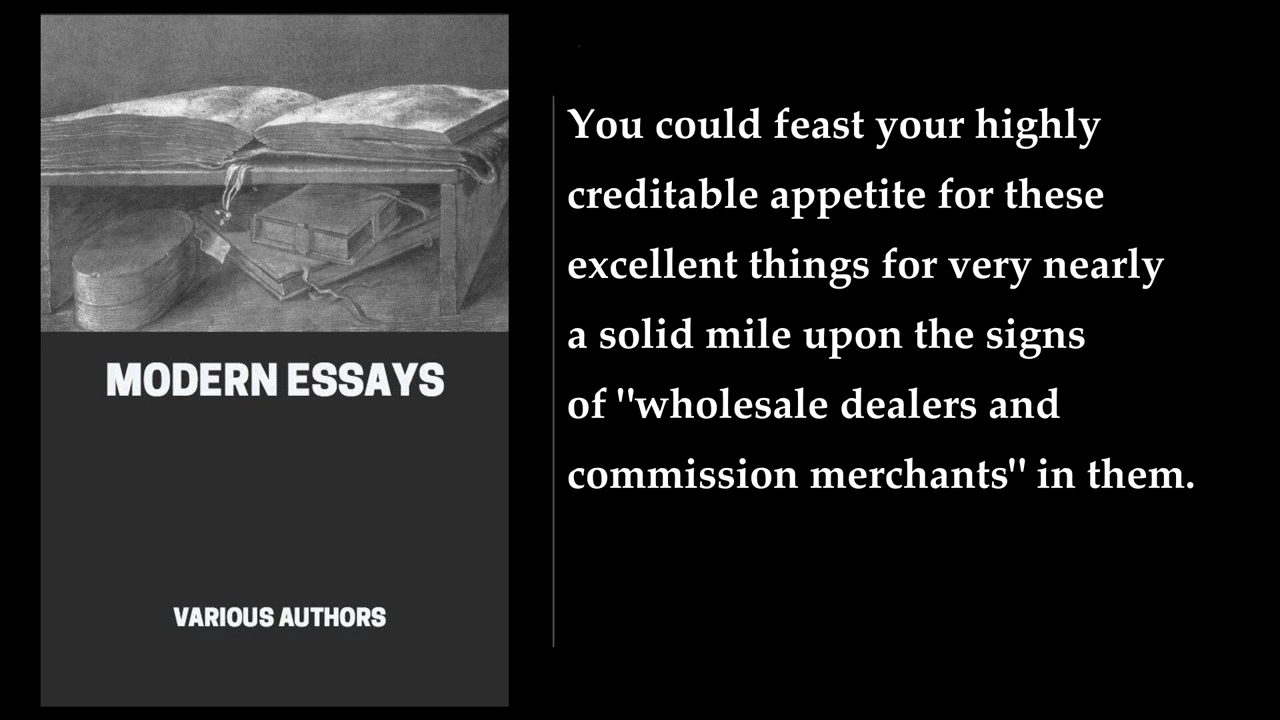 MODERN ESSAYS
VARIOUS AUTHORS
You could feast your highly
creditable appetite for these
excellent things for very nearly
a solid mile upon the signs
of "wholesale dealers and
commission merchants" in them.